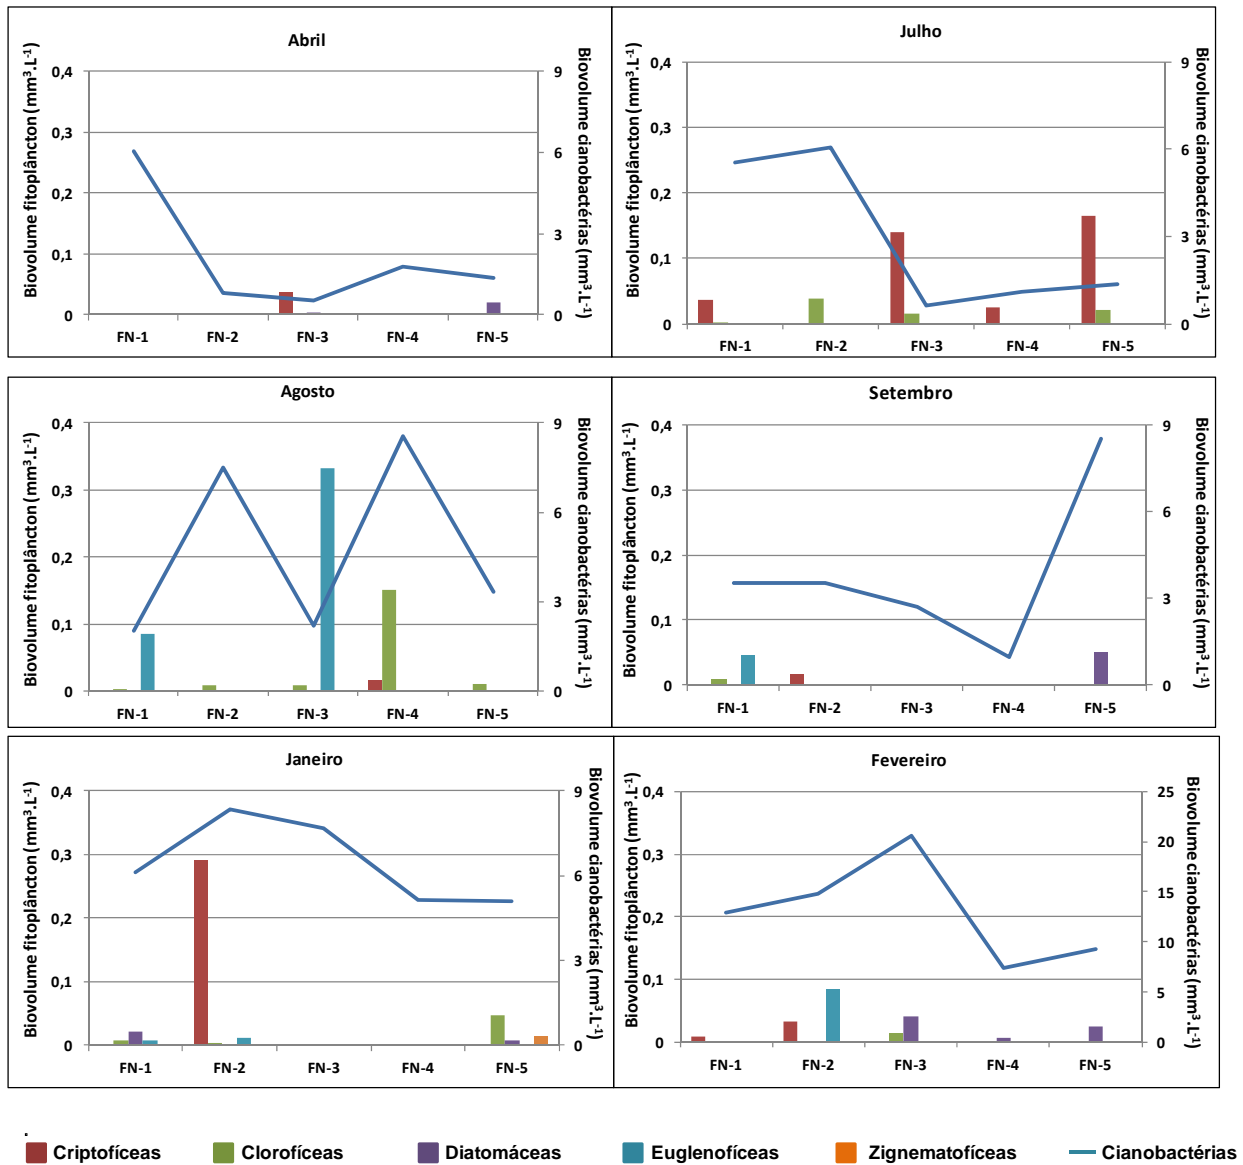 Abril
Biovolume fitoplâncton (mm³.L⁻¹)
0,4
0,3
0,2
0,1
0
9
6
3
0
Biovolume cianobactérias (mm³.L⁻¹)
FN-1 FN-2 FN-3 FN-4 FN-5
Julho
Biovolume fitoplâncton (mm³.L⁻¹)
0,4
0,3
0,2
0,1
0
9
6
3
0
Biovolume cianobactérias (mm³.L⁻¹)
FN-1 FN-2 FN-3 FN-4 FN-5
Agosto
Biovolume fitoplâncton (mm³.L⁻¹)
0,4
0,3
0,2
0,1
0
9
6
3
0
Biovolume cianobactérias (mm³.L⁻¹)
FN-1 FN-2 FN-3 FN-4 FN-5
Setembro
Biovolume fitoplâncton (mm³.L⁻¹)
0,4
0,3
0,2
0,1
0
9
6
3
0
Biovolume cianobactérias (mm³.L⁻¹)
FN-1 FN-2 FN-3 FN-4 FN-5
Janeiro
Biovolume fitoplâncton (mm³.L⁻¹)
0,4
0,3
0,2
0,1
0
9
6
3
0
Biovolume cianobactérias (mm³.L⁻¹)
FN-1 FN-2 FN-3 FN-4 FN-5
Fevereiro
Biovolume fitoplâncton (mm³.L⁻¹)
0,4
0,3
0,2
0,1
0
25
20
15
10
5
0
Biovolume cianobactérias (mm³.L⁻¹)
FN-1 FN-2 FN-3 FN-4 FN-5
.
Criptofíceas Clorofíceas Diatomáceas Euglenofíceas Zignematofíceas Cianobactérias